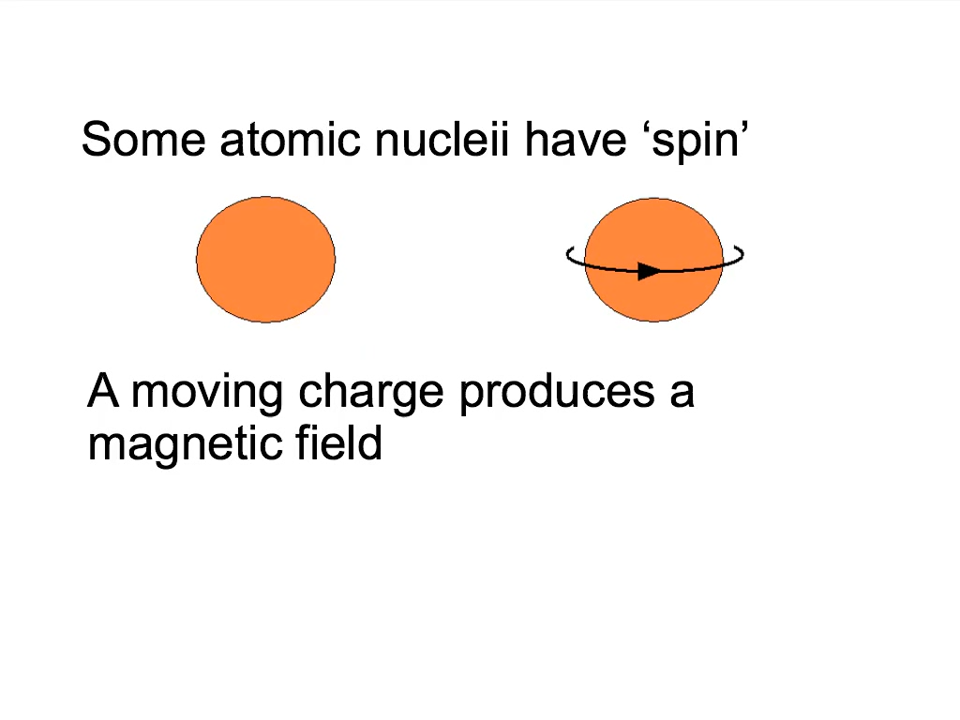 Some atomic nucleii have ‘spin’
A moving charge produces a
magnetic field